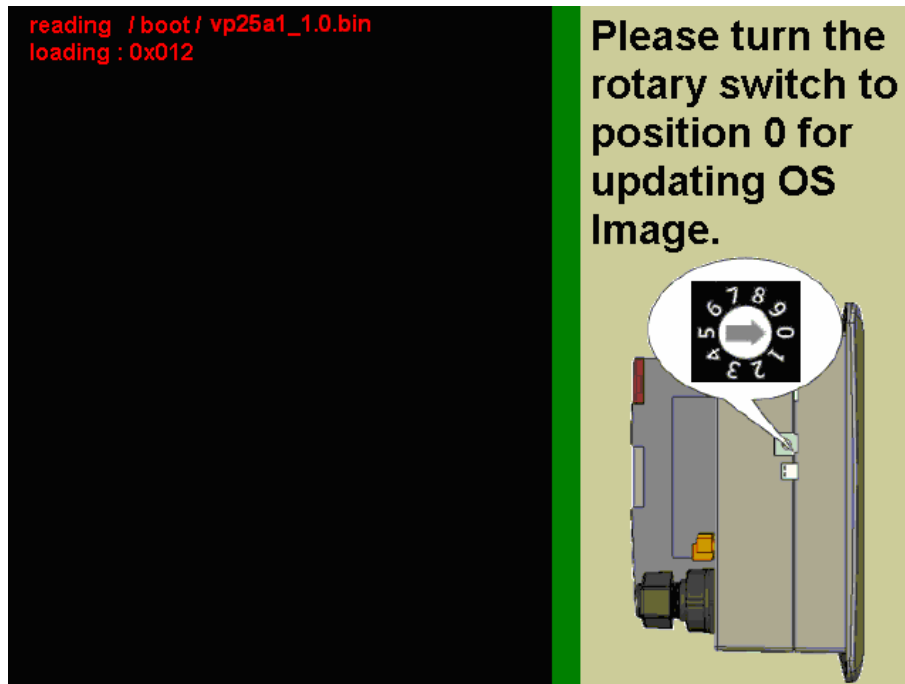 reading /boot/ vp25a1_1.0.bin
loading : 0x012
Please turn the
rotary switch to
position 0 for
updating OS
Image.
0 1 2 3 4 5 6 7 8 9